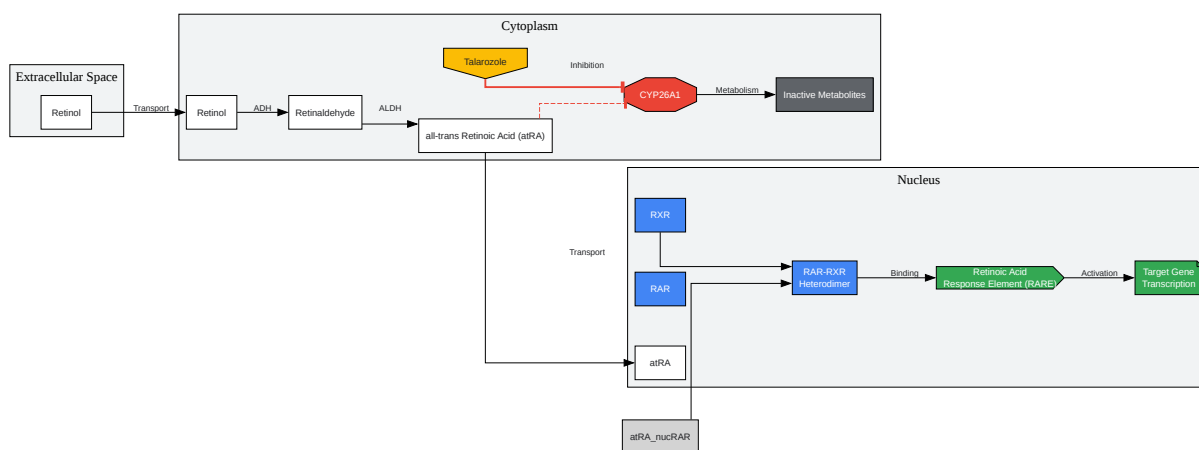 Cytoplasm
Extracellular Space
Talarozole
Inhibition
CYP26A1
Metabolism
Inactive Metabolites
Retinol
Transport
Retinol
ADH
Retinaldehyde
ALDH
all-trans Retinoic Acid (atRA)
Nucleus
RXR
Transport
RAR
RAR-RXR
Heterodimer
Binding
Retinoic Acid
Response Element (RARE)
Activation
Target Gene
Transcription
atRA
atRA_nucRAR